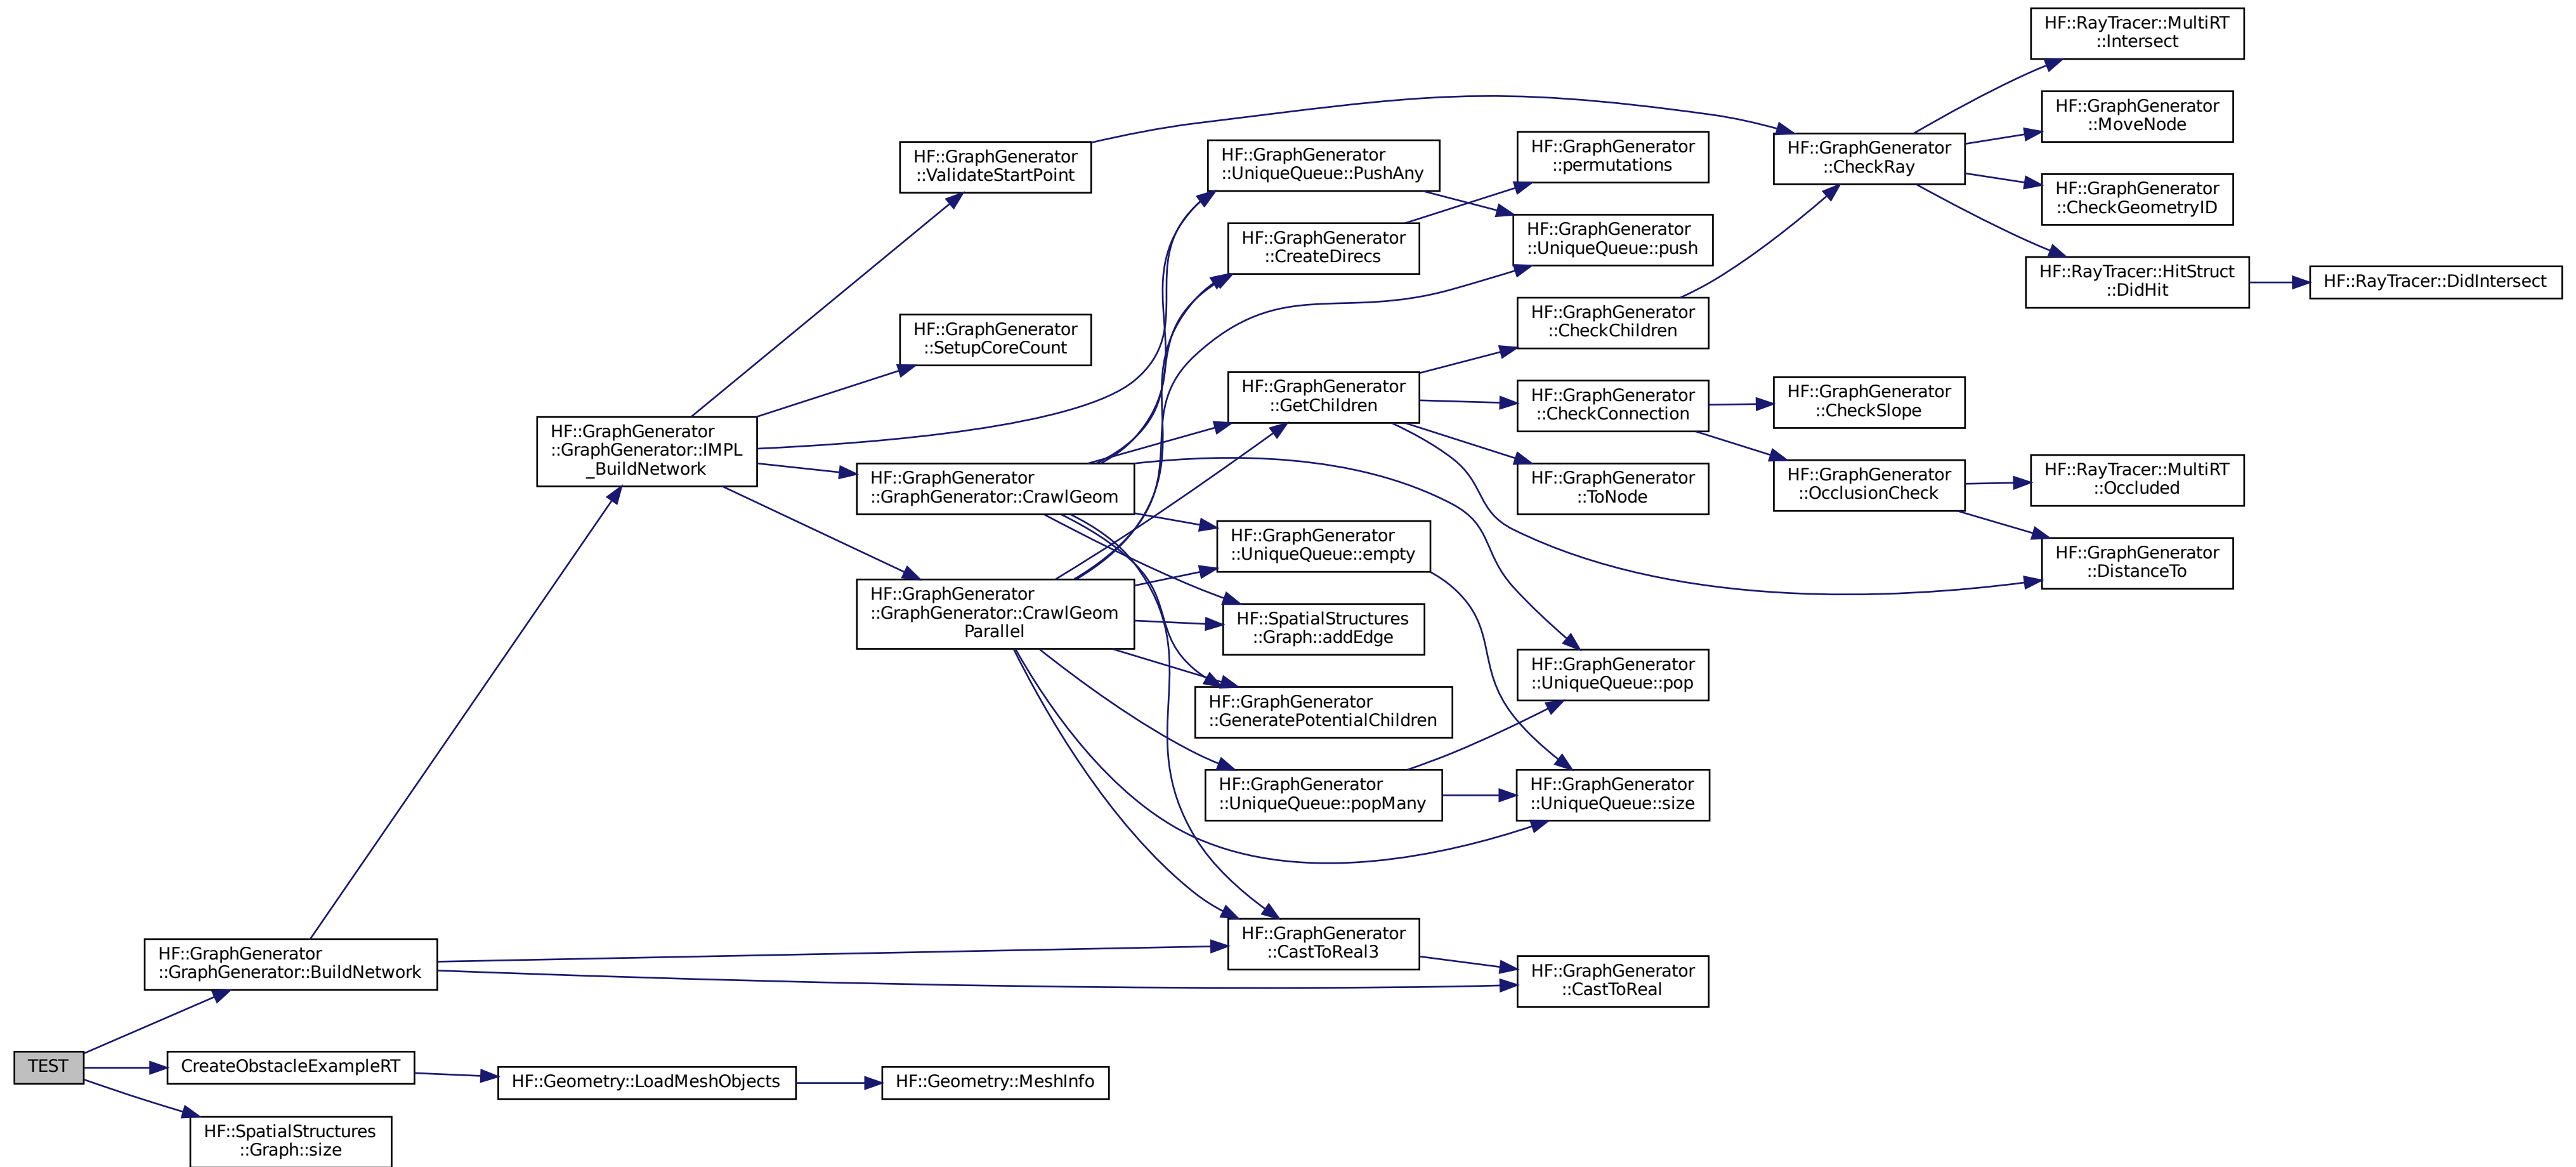 HF::RayTracer::MultiRT
::Intersect
HF::GraphGenerator
::MoveNode
HF::GraphGenerator
::ValidateStartPoint
HF::GraphGenerator
::UniqueQueue::PushAny
HF::GraphGenerator
::permutations
HF::GraphGenerator
::CheckRay
HF::GraphGenerator
::CheckGeometryID
HF::GraphGenerator
::CreateDirecs
HF::GraphGenerator
::UniqueQueue::push
HF::RayTracer::HitStruct
::DidHit
HF::RayTracer::DidIntersect
HF::GraphGenerator
::SetupCoreCount
HF::GraphGenerator
::CheckChildren
HF::GraphGenerator
::GetChildren
HF::GraphGenerator
::CheckConnection
HF::GraphGenerator
::CheckSlope
HF::GraphGenerator
::GraphGenerator::IMPL
_BuildNetwork
HF::GraphGenerator
::GraphGenerator::CrawlGeom
HF::GraphGenerator
::ToNode
HF::GraphGenerator
::OcclusionCheck
HF::RayTracer::MultiRT
::Occluded
HF::GraphGenerator
::UniqueQueue::empty
HF::GraphGenerator
::DistanceTo
HF::GraphGenerator
::GraphGenerator::CrawlGeom
Parallel
HF::SpatialStructures
::Graph::addEdge
HF::GraphGenerator
::UniqueQueue::pop
HF::GraphGenerator
::GeneratePotentialChildren
HF::GraphGenerator
::UniqueQueue::popMany
HF::GraphGenerator
::UniqueQueue::size
HF::GraphGenerator
::GraphGenerator::BuildNetwork
HF::GraphGenerator
::CastToReal3
HF::GraphGenerator
::CastToReal
TEST
CreateObstacleExampleRT
HF::Geometry::LoadMeshObjects
HF::Geometry::MeshInfo
HF::SpatialStructures
::Graph::size